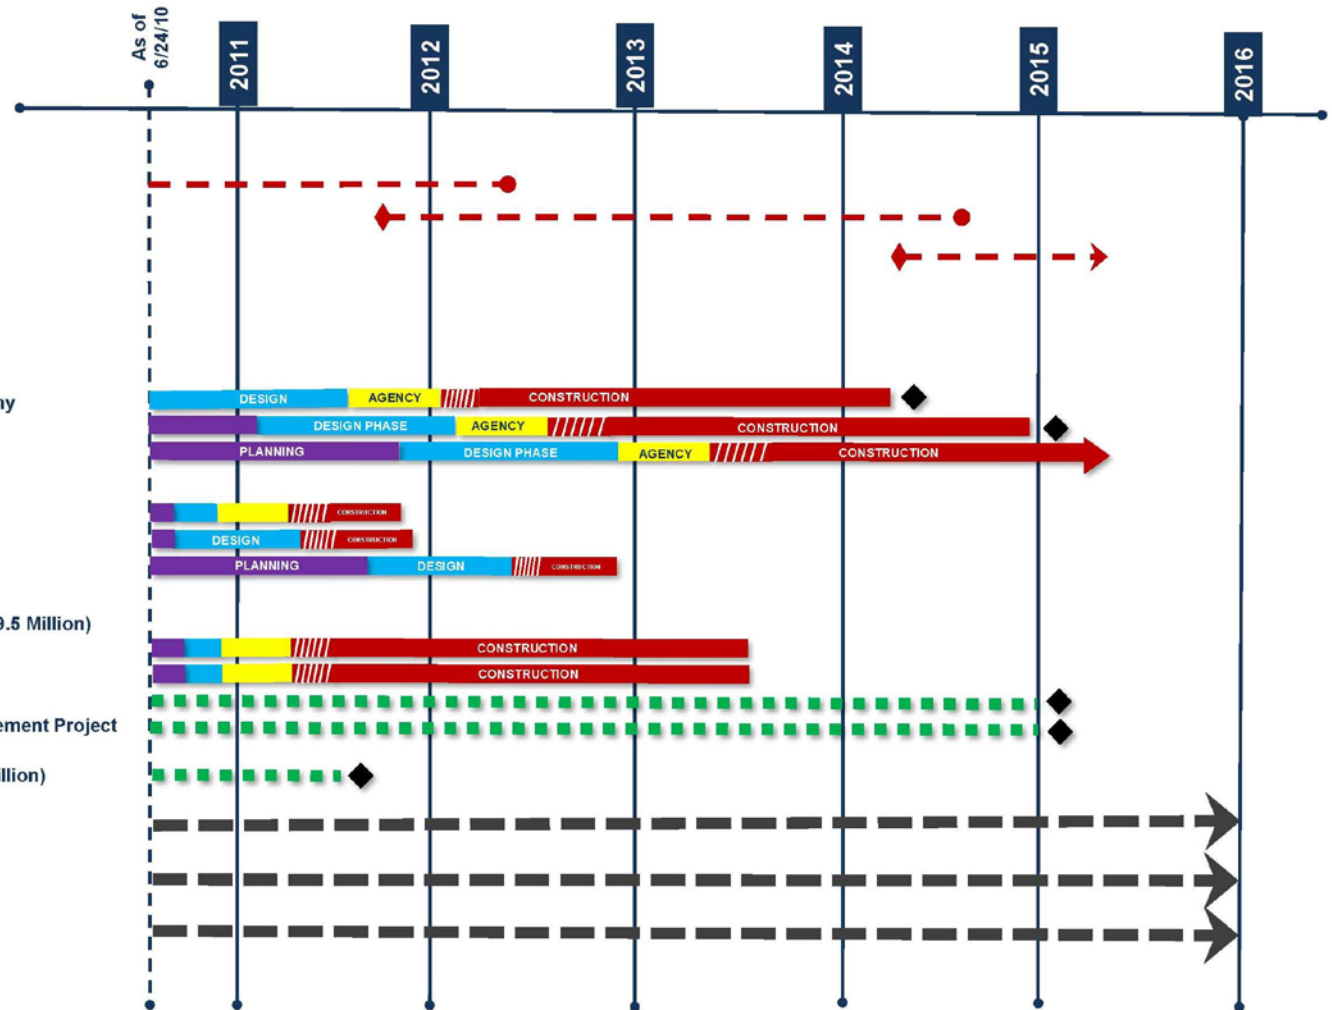 As of
6/24/10
2011
2012
2013
2014
2015
2016
ny
DESIGN
AGENCY
CONSTRUCTION
DESIGN PHASE
AGENCY
CONSTRUCTION
PLANNING
DESIGN PHASE
AGENCY
CONSTRUCTION
CONSTRUCTION
DESIGN
CONSTRUCTION
PLANNING
DESIGN
CONSTRUCTION
9.5 Million)
CONSTRUCTION
CONSTRUCTION
ement Project
llion)